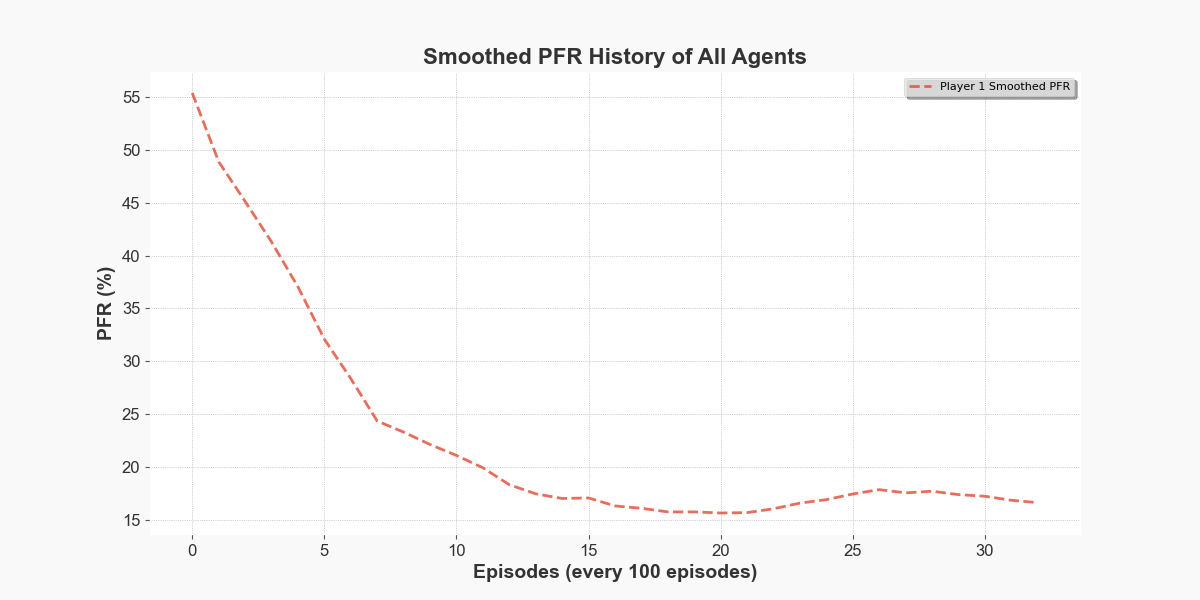 Smoothed PFR History of All Agents
Player 1 Smoothed PFR
55
50
45
40
35
30
25
20
15
PFR (%)
0 5 10 15 20 25 30
Episodes (every 100 episodes)